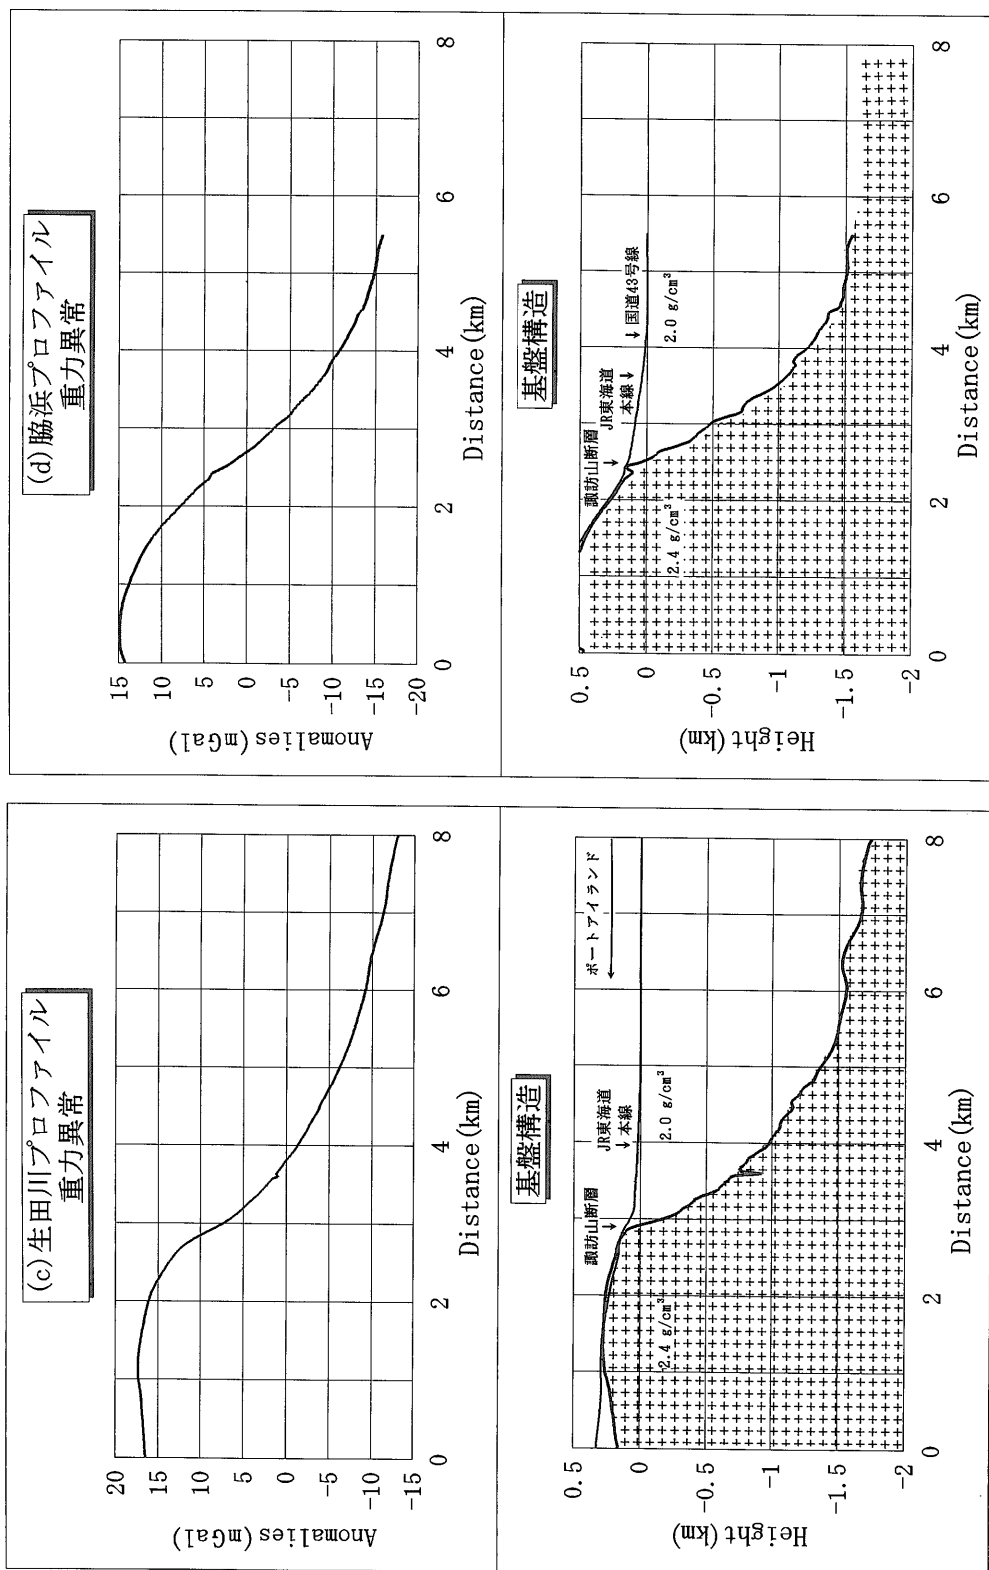 (c)生田川プロファイル
重力異常
20
15
10
5
0
-5
-10
-15
Anomalies(mGal)
0
2
4
6
8
Distance(km)
基盤構造
諏訪山断層
JR東海道
本線
ポートアイランド
2.4 g/cm³
2.0 g/cm³
0.5
0
-0.5
-1
-1.5
-2
Height(km)
0
2
4
6
8
Distance(km)
(d)脇浜プロファイル
重力異常
15
10
5
0
-5
-10
-15
-20
Anomalies(mGal)
0
2
4
6
8
Distance(km)
基盤構造
諏訪山断層
JR東海道
本線
国道43号線
2.4 g/cm³
2.0 g/cm³
0.5
0
-0.5
-1
-1.5
-2
Height(km)
0
2
4
6
8
Distance(km)